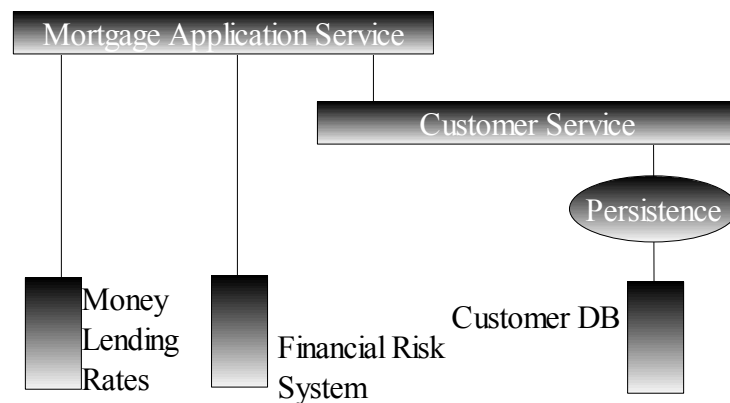 Mortgage Application Service
Customer Service
Persistence
Money
Lending
Rates
Financial Risk
System
Customer DB